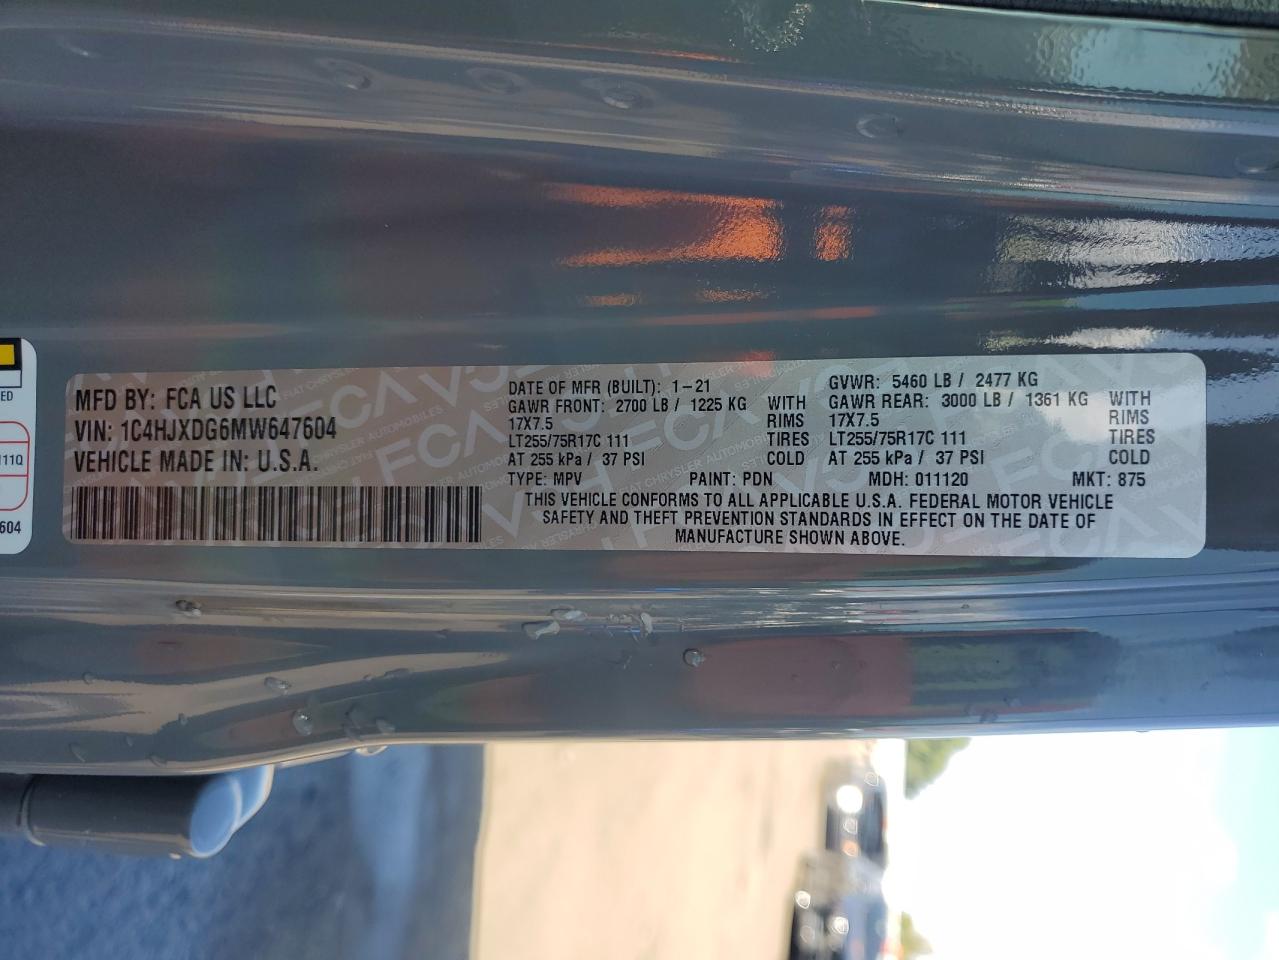 MFD BY: FCA US LLC
VIN: 1C4HJXDG6MW647604
VEHICLE MADE IN: U.S.A.
DATE OF MFR (BUILT): 1-21
GAWR FRONT: 2700 LB / 1225 KG WITH
17X7.5 RIMS
LT255/75R17C 111 TIRES
AT 255 kPa / 37 PSI COLD
GVWR: 5460 LB / 2477 KG
GAWR REAR: 3000 LB / 1361 KG WITH
17X7.5 RIMS
LT255/75R17C 111 TIRES
AT 255 kPa / 37 PSI COLD
TYPE: MPV PAINT: PDN MDH: 011120 MKT: 875
THIS VEHICLE CONFORMS TO ALL APPLICABLE U.S.A. FEDERAL MOTOR VEHICLE
SAFETY AND THEFT PREVENTION STANDARDS IN EFFECT ON THE DATE OF
MANUFACTURE SHOWN ABOVE.